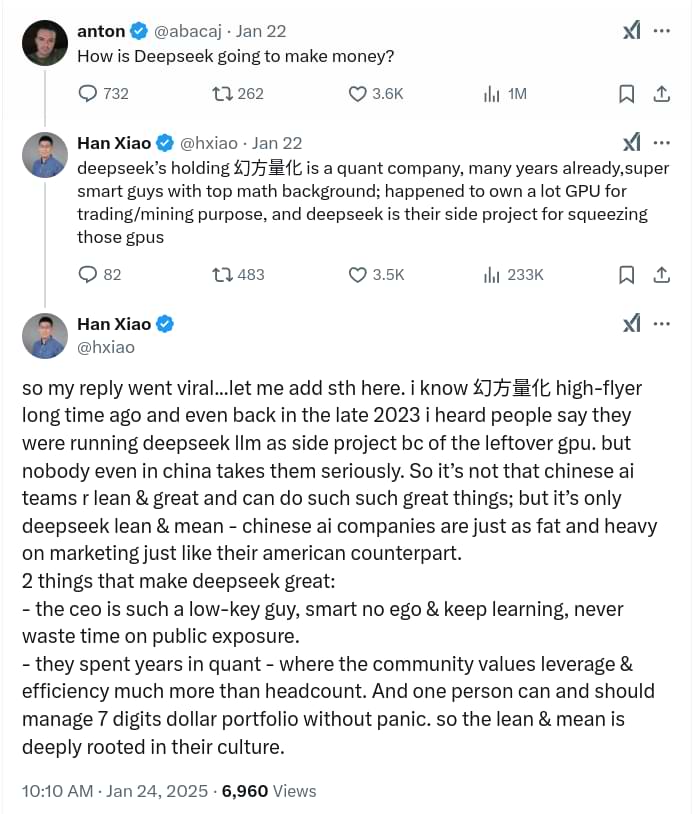 anton @abacaj · Jan 22
How is Deepseek going to make money?
732 262 3.6K 1M
Han Xiao @hxiao · Jan 22
deepseek's holding 幻方量化 is a quant company, many years already,super
smart guys with top math background; happened to own a lot GPU for
trading/mining purpose, and deepseek is their side project for squeezing
those gpus
82 483 3.5K 233K
Han Xiao
@hxiao
so my reply went viral...let me add sth here. i know 幻方量化 high-flyer
long time ago and even back in the late 2023 i heard people say they
were running deepseek llm as side project bc of the leftover gpu. but
nobody even in china takes them seriously. So it's not that chinese ai
teams r lean & great and can do such such great things; but it's only
deepseek lean & mean - chinese ai companies are just as fat and heavy
on marketing just like their american counterpart.
2 things that make deepseek great:
- the ceo is such a low-key guy, smart no ego & keep learning, never
waste time on public exposure.
- they spent years in quant - where the community values leverage &
efficiency much more than headcount. And one person can and should
manage 7 digits dollar portfolio without panic. so the lean & mean is
deeply rooted in their culture.
10:10 AM · Jan 24, 2025 · 6,960 Views